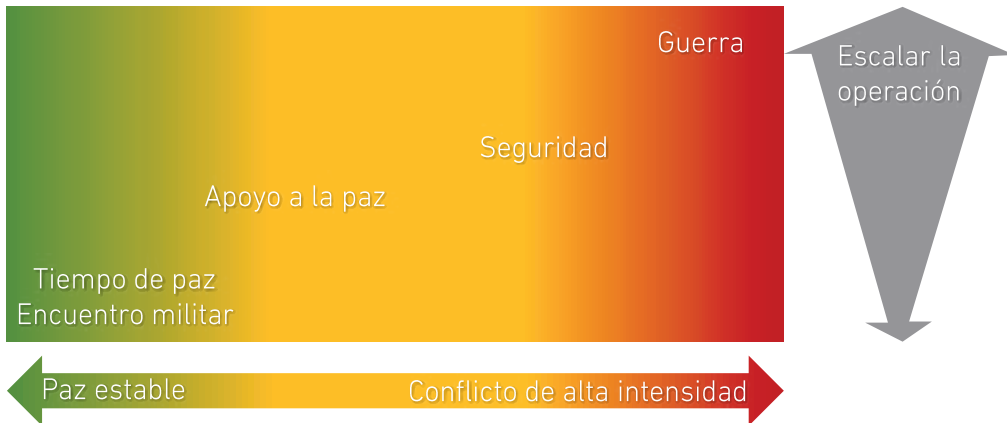 Guerra
Escalar la
operación
Seguridad
Apoyo a la paz
Tiempo de paz
Encuentro militar
Paz estable
Conflicto de alta intensidad